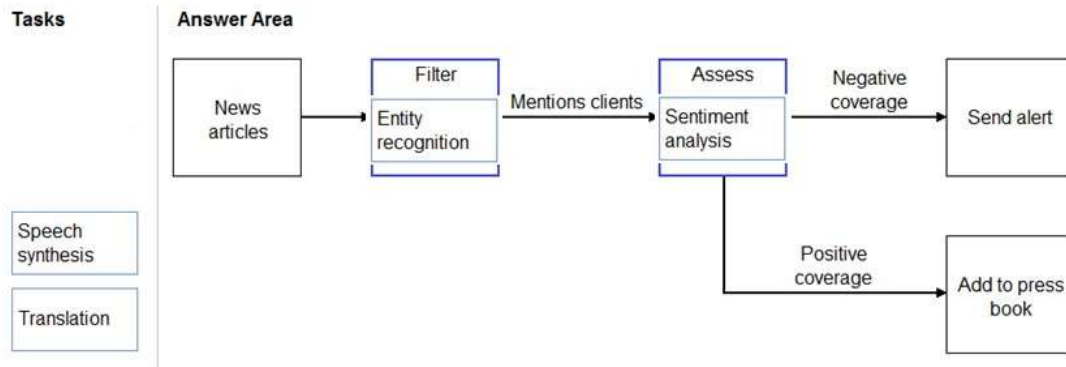 Tasks
Answer Area
News
articles
Filter
Entity
recognition
Mentions clients
Assess
Sentiment
analysis
Negative
coverage
Send alert
Speech
synthesis
Translation
Positive
coverage
Add to press
book